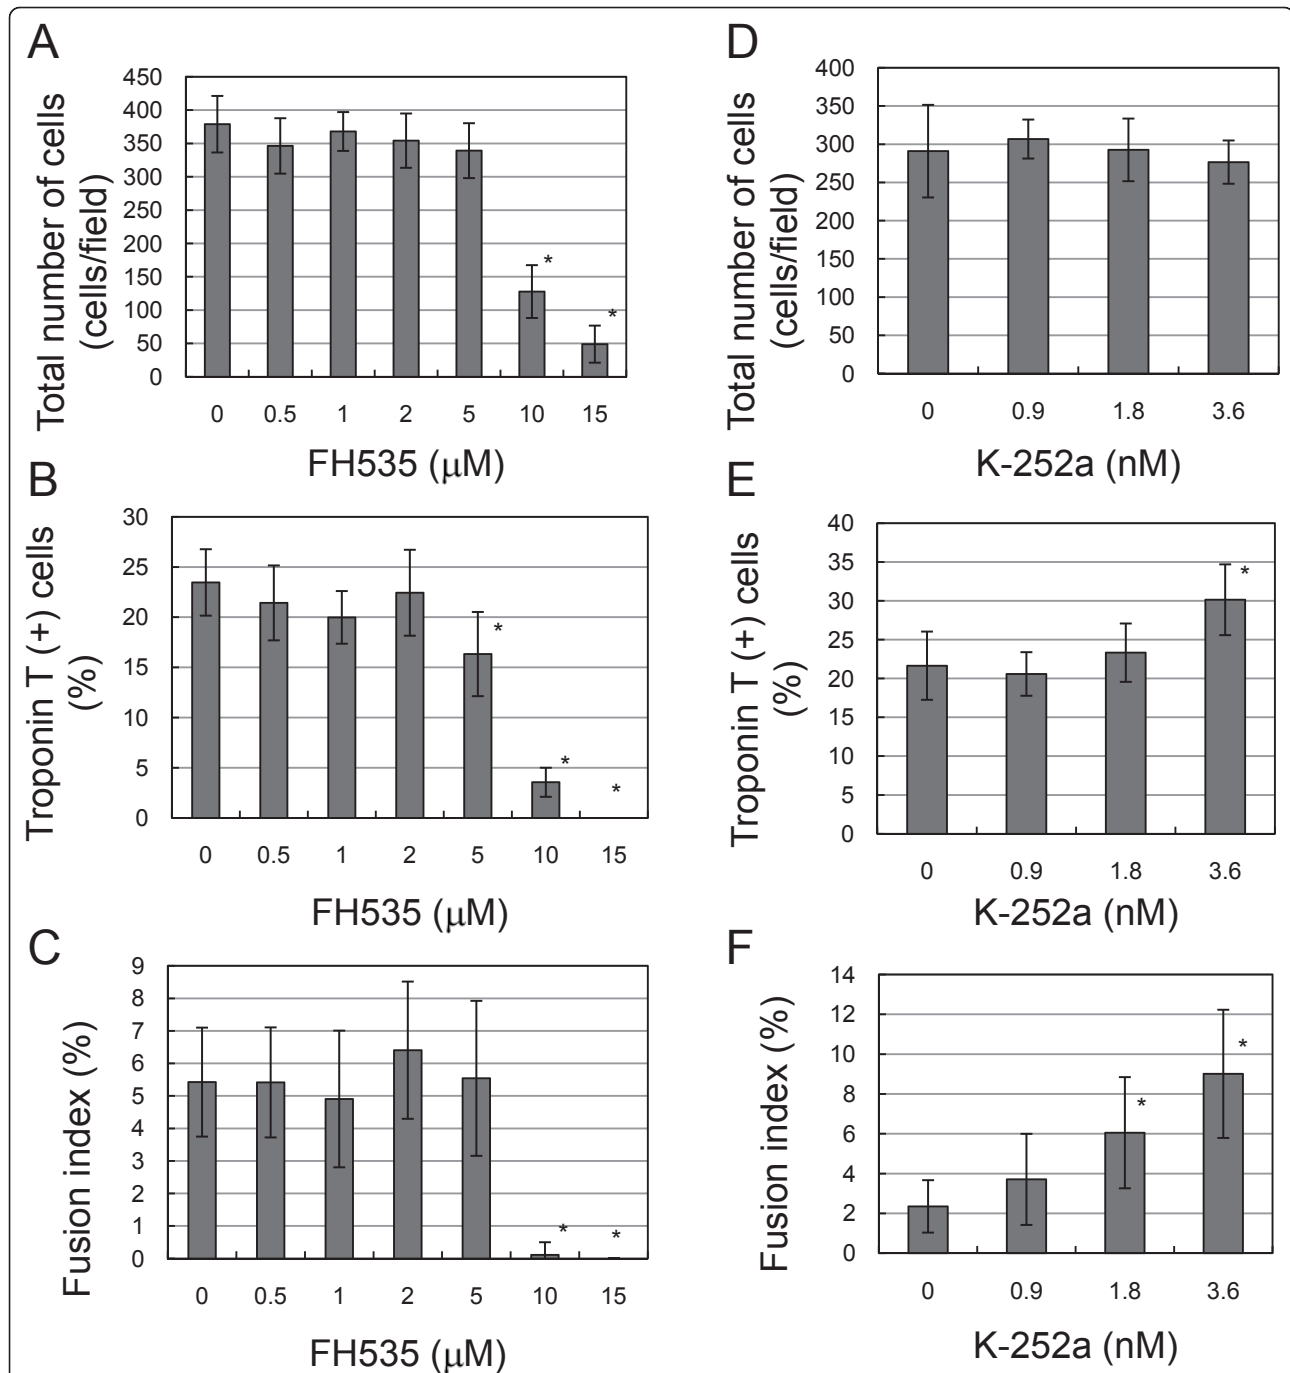 A
Total number of cells
(cells/field)
450
400
350
300
250
200
150
100
50
0
*
*
0 0.5 1 2 5 10 15
FH535 (μM)
B
Troponin T (+) cells
(%)
30
25
20
15
10
5
0
*
*
*
0 0.5 1 2 5 10 15
FH535 (μM)
C
Fusion index (%)
9
8
7
6
5
4
3
2
1
0
*
*
0 0.5 1 2 5 10 15
FH535 (μM)
D
Total number of cells
(cells/field)
400
350
300
250
200
150
100
50
0
0 0.9 1.8 3.6
K-252a (nM)
E
Troponin T (+) cells
(%)
40
35
30
25
20
15
10
5
0
*
0 0.9 1.8 3.6
K-252a (nM)
F
Fusion index (%)
14
12
10
8
6
4
2
0
*
*
0 0.9 1.8 3.6
K-252a (nM)